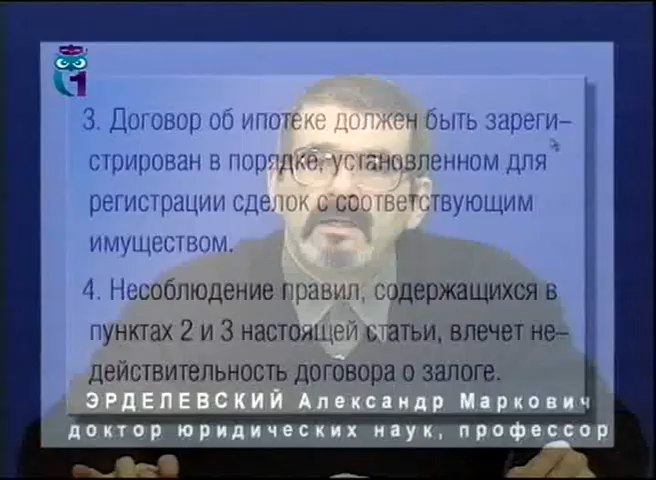 1
3. Договор об ипотеке должен быть зареги–
стрирован в порядке, установленном для
регистрации сделок с соответствующим
имуществом.
4. Несоблюдение правил, содержащихся в
пунктах 2 и 3 настоящей статьи, влечет не–
действительность договора о залоге.
ЭРДЕЛЕВСКИЙ Александр Маркович
доктор юридических наук, профессор